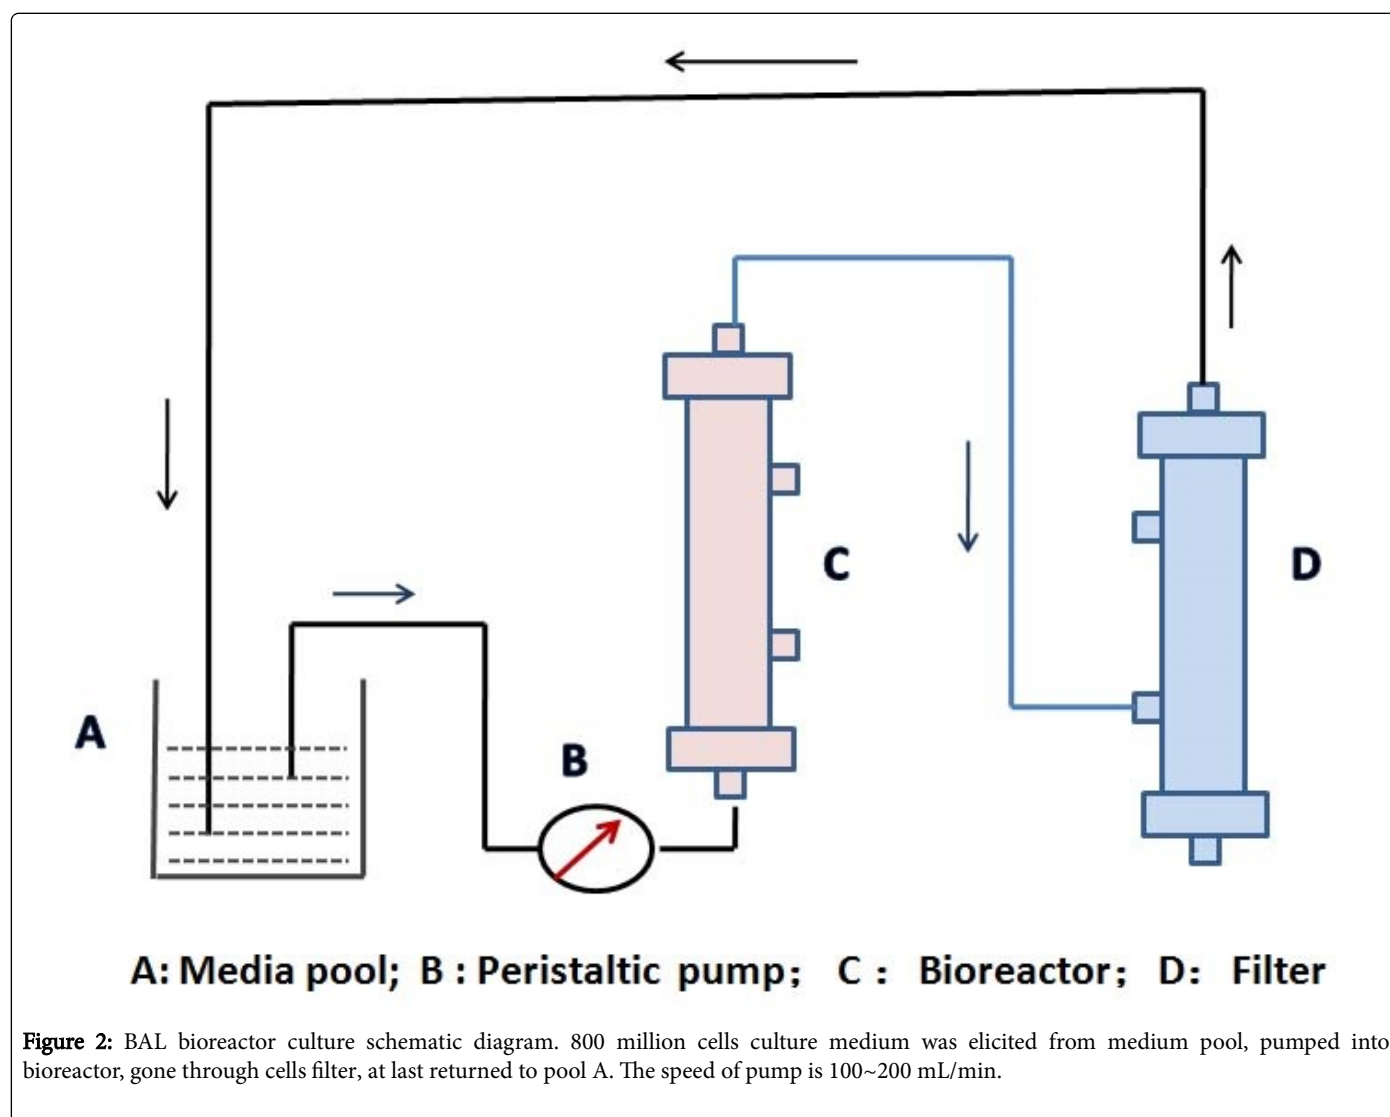 C
D
A
B
A: Media pool; B : Peristaltic pump; C : Bioreactor; D: Filter
Figure 2: BAL bioreactor culture schematic diagram. 800 million cells culture medium was elicited from medium pool, pumped into
bioreactor, gone through cells filter, at last returned to pool A. The speed of pump is 100~200 mL/min.